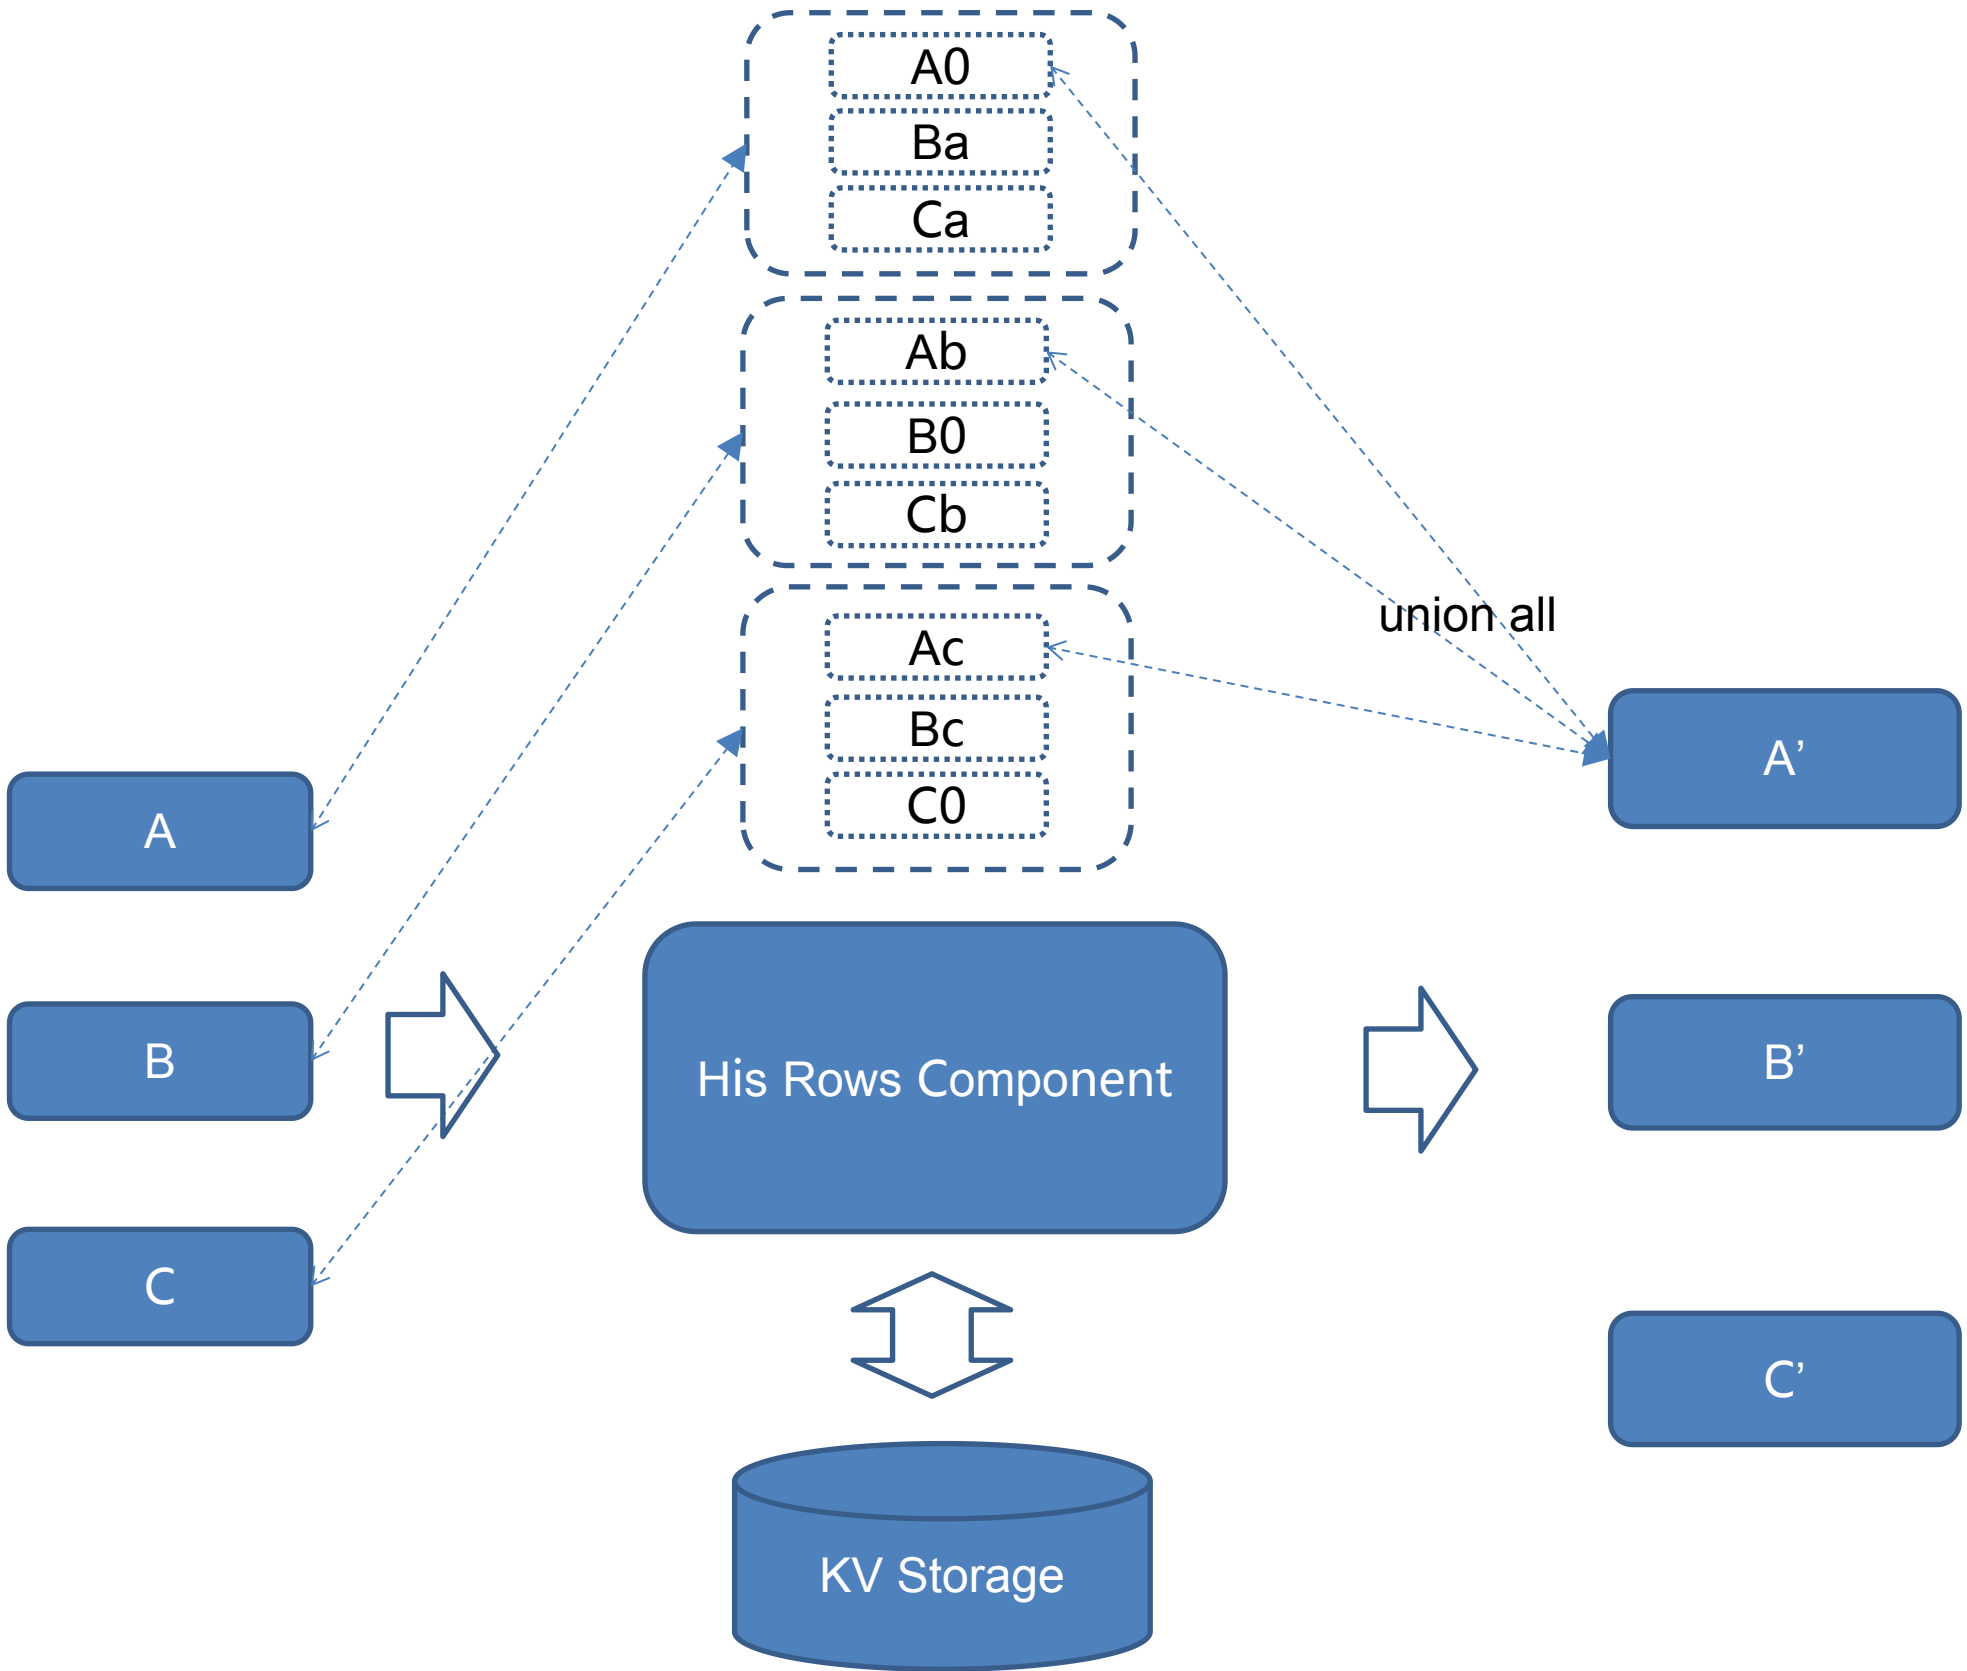 A0
Ba
Ca
Ab
B0
Cb
union all
Ac
Bc
C0
A
A’
B
His Rows Component
B’
C
C’
KV Storage